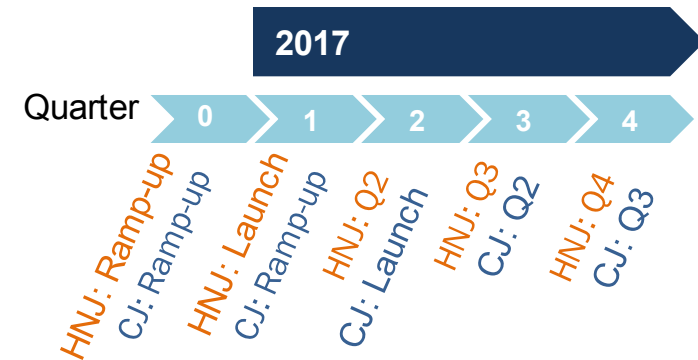 2017
Quarter 0 1 2 3 4
HNJ: Ramp-up
CJ: Ramp-up
HNJ: Launch
CJ: Ramp-up
HNJ: Q2
CJ: Launch
HNJ: Q3
CJ: Q2
HNJ: Q4
CJ: Q3